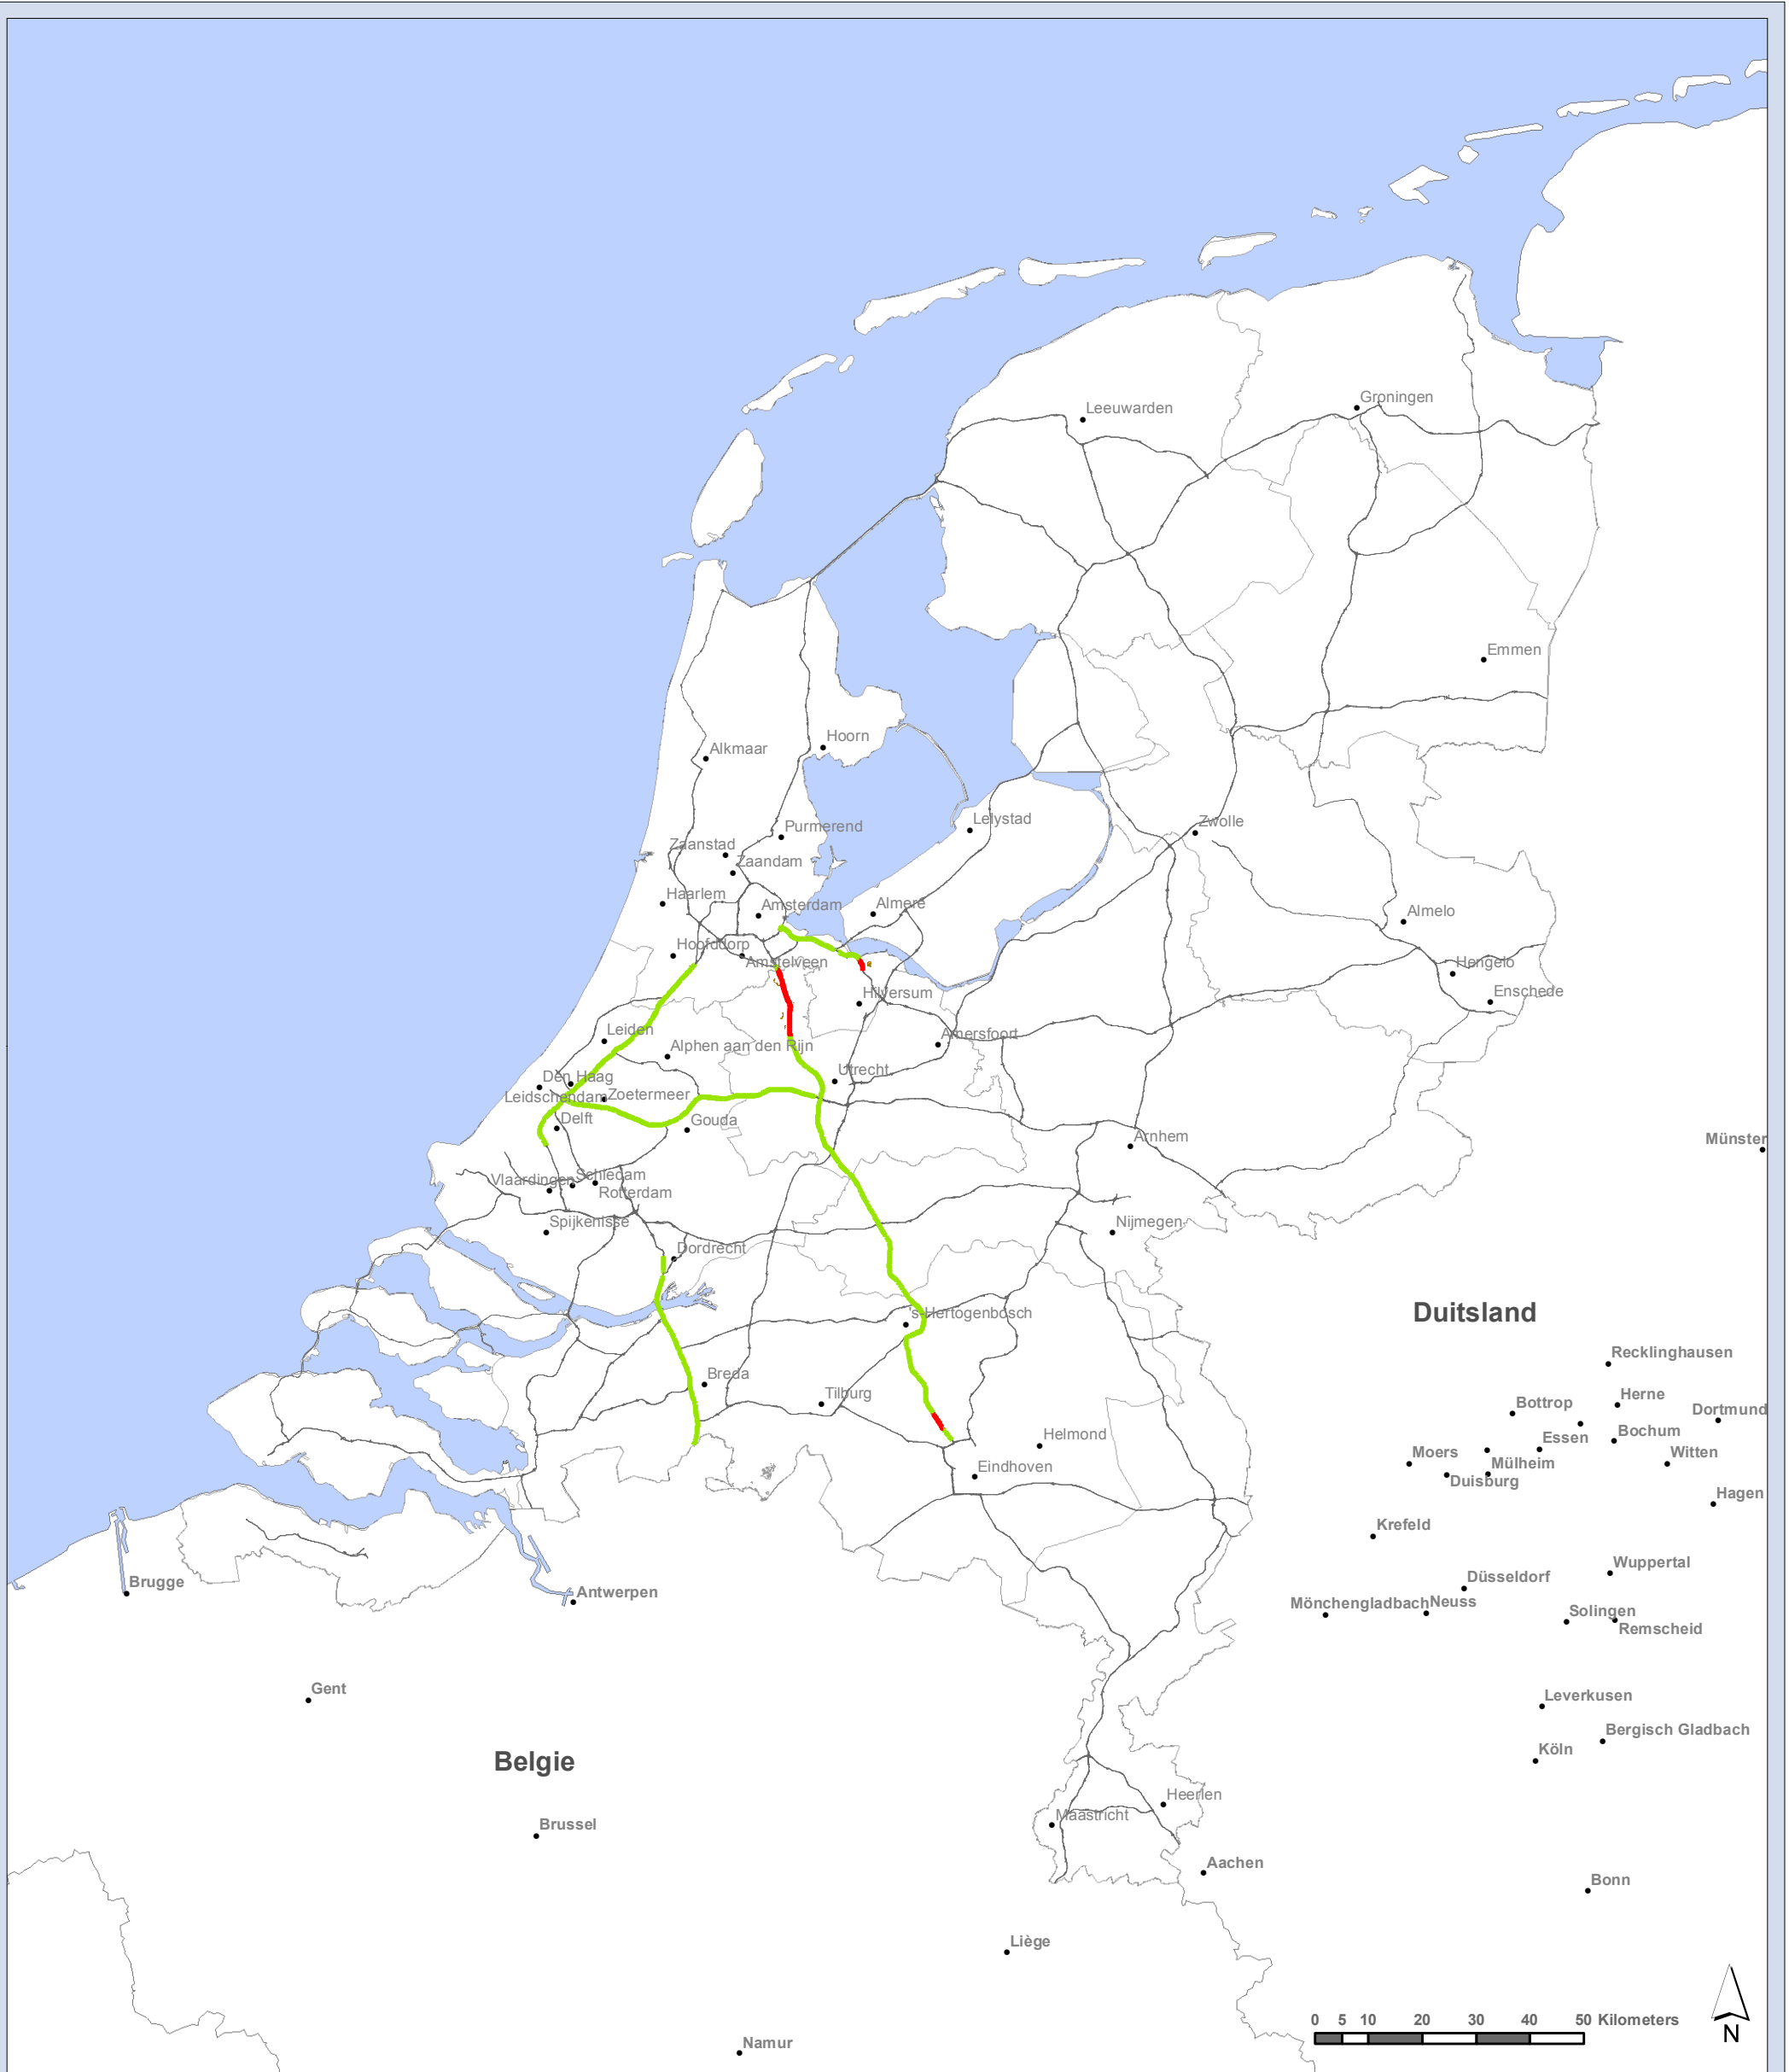 Groningen
Leeuwarden
Emmen
Hoorn
Alkmaar
Lelystad
Zwolle
Purmerend
Zaanstad
Zaandam
Haarlem
Amsterdam
Almere
Almelo
Hoofddorp
Amstelveen
Hengelo
Enschede
Hilversum
Leiden
Amersfoort
Alphen aan den Rijn
Utrecht
Den Haag
Leidschendam
Zoetermeer
Delft
Gouda
Arnhem
Münster
Schiedam
Vlaardingen
Rotterdam
Spijkenisse
Nijmegen
Dordrecht
's-Hertogenbosch
Duitsland
Recklinghausen
Breda
Tilburg
Herne
Bottrop
Dortmund
Helmond
Essen
Bochum
Moers
Witten
Mülheim
Eindhoven
Duisburg
Hagen
Krefeld
Wuppertal
Düsseldorf
Brugge
Antwerpen
Mönchengladbach
Neuss
Solingen
Remscheid
Gent
Leverkusen
Bergisch Gladbach
Köln
Belgie
Heerlen
Maastricht
Brussel
Aachen
Bonn
Liège
0 5 10 20 30 40 50 Kilometers
N
Namur